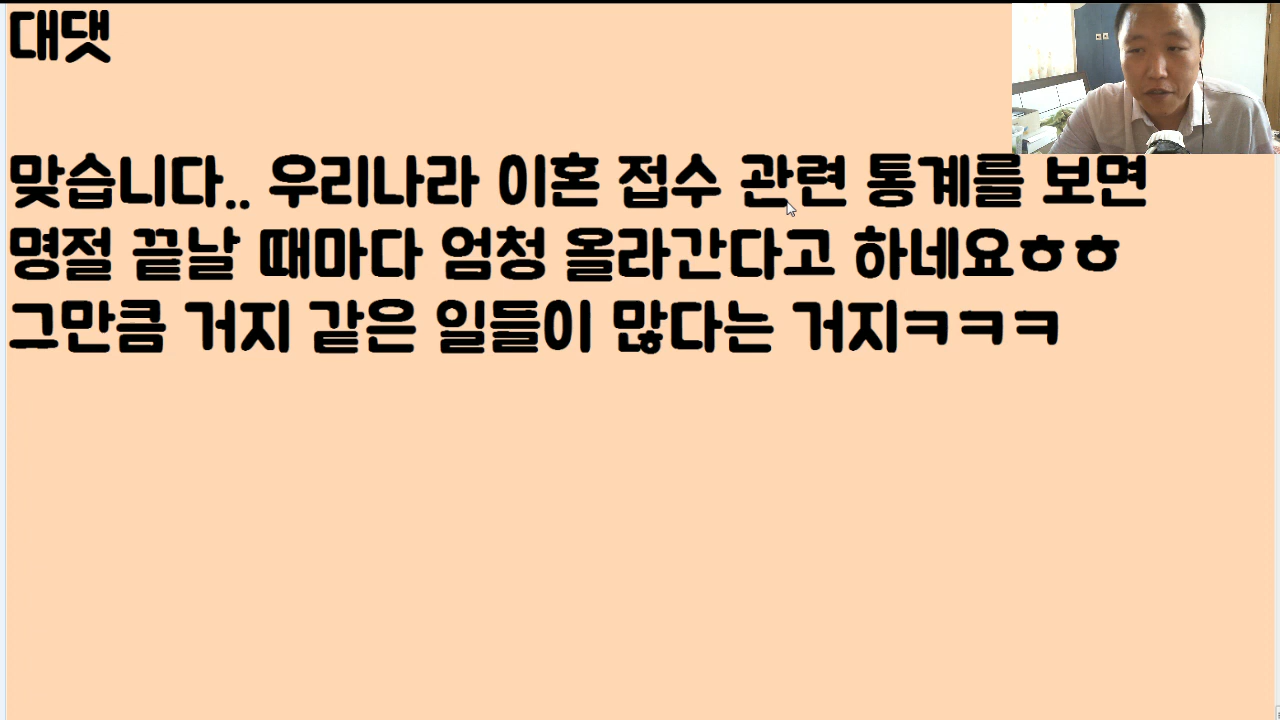 대댓
맞습니다.. 우리나라 이혼 접수 관련 통계를 보면
명절 끝날 때마다 엄청 올라간다고 하네요ㅎㅎ
그만큼 거지 같은 일들이 많다는 거지ㅋㅋㅋ